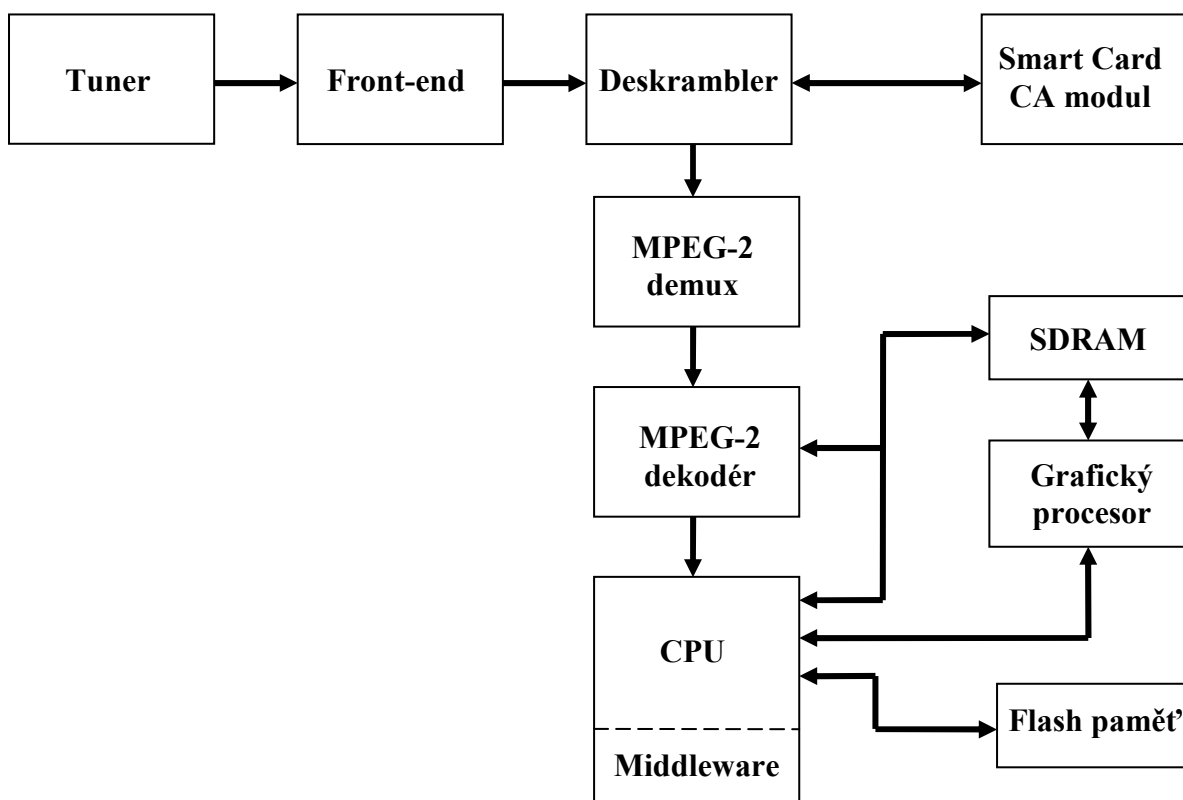 Tuner
Front-end
Deskrambler
Smart Card
CA modul
MPEG-2
demux
SDRAM
MPEG-2
dekodér
Grafický
procesor
CPU
Flash paměť
Middleware